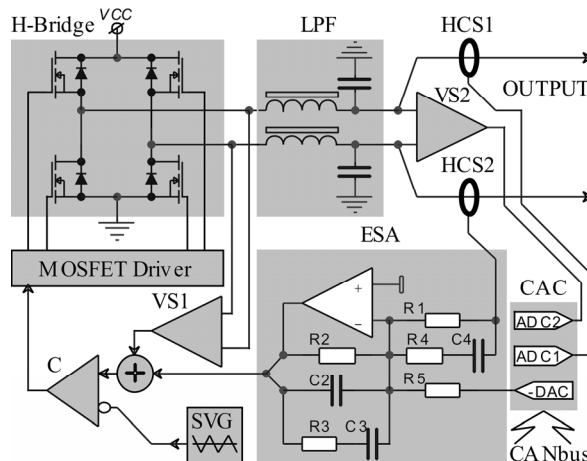 H-Bridge
VCC
LPF
HCS1
OUTPUT
VS2
HCS2
ESA
MOSFET Driver
VS1
+
−
R1
CAC
ADC2
R2
R4
C4
C
ADC1
+
C2
R5
-DAC
SVG
R3
C3
CANbus